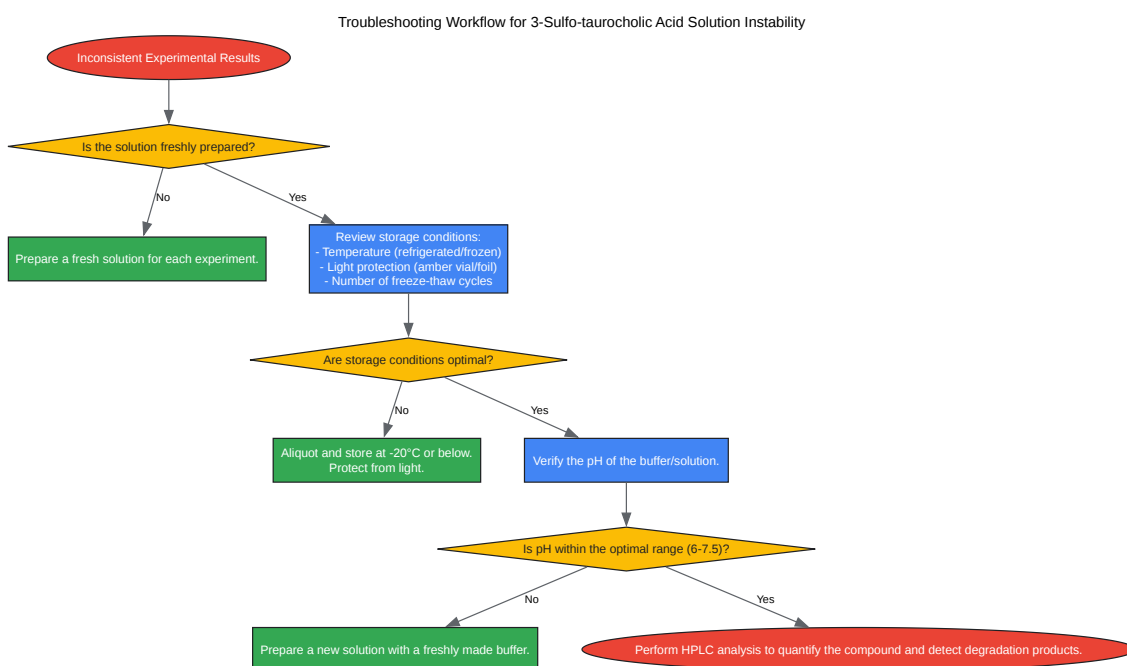 Troubleshooting Workflow for 3-Sulfo-taurocholic Acid Solution Instability
Inconsistent Experimental Results
Is the solution freshly prepared?
No
Yes
Prepare a fresh solution for each experiment.
Review storage conditions:
- Temperature (refrigerated/frozen)
- Light protection (amber vial/foil)
- Number of freeze-thaw cycles
Are storage conditions optimal?
No
Yes
Aliquot and store at -20°C or below.
Protect from light.
Verify the pH of the buffer/solution.
Is pH within the optimal range (6-7.5)?
No
Yes
Prepare a new solution with a freshly made buffer.
Perform HPLC analysis to quantify the compound and detect degradation products.